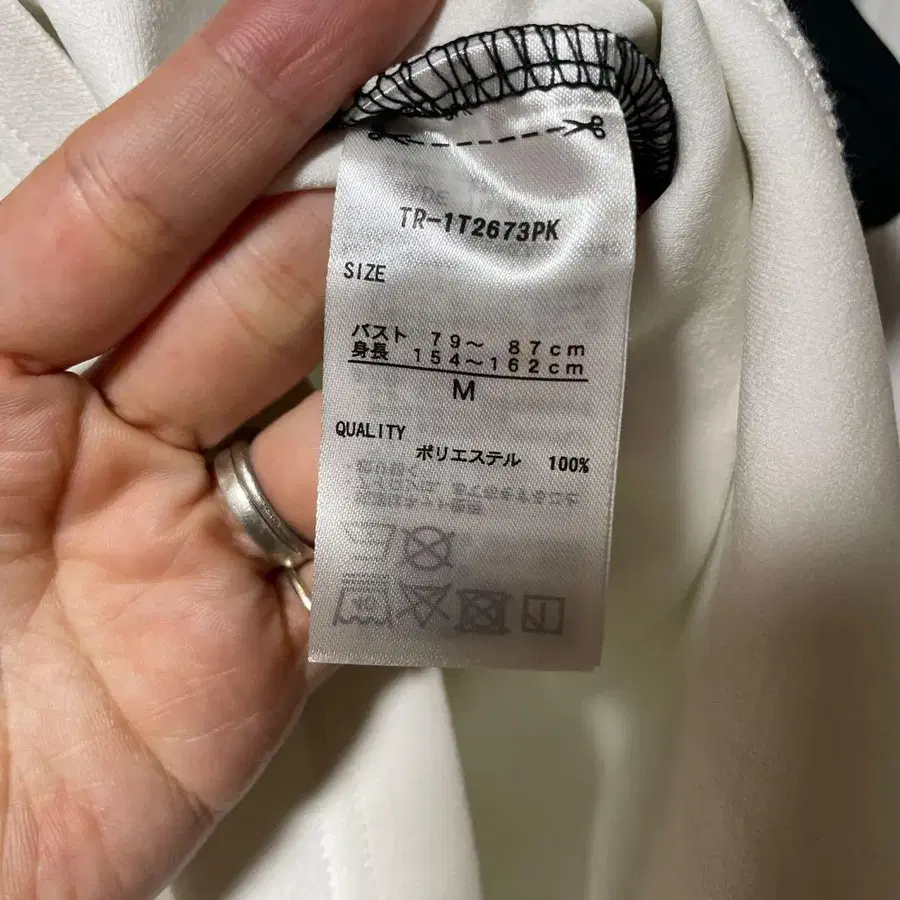 TR-1T2673PK
SIZE
バスト 79～ 87cm
身長 154～162cm
M
QUALITY
ポリエステル 100%